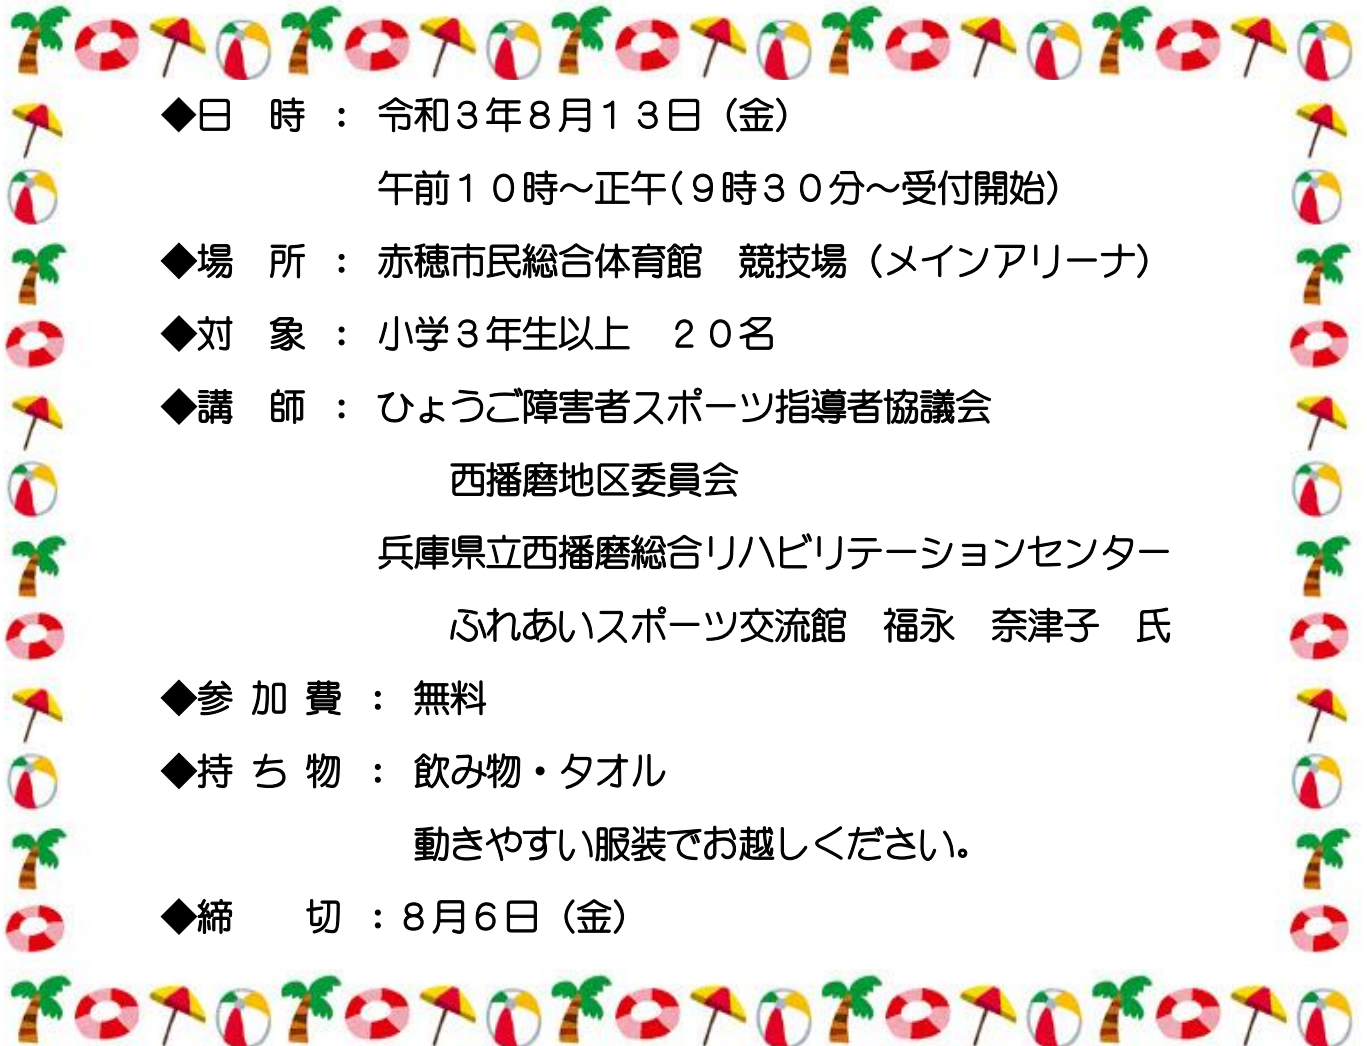 ◆日　時 ： 令和３年８月１３日（金）
午前１０時～正午(９時３０分～受付開始)
◆場　所 ： 赤穂市民総合体育館　競技場（メインアリーナ）
◆対　象 ： 小学３年生以上　２０名
◆講　師 ： ひょうご障害者スポーツ指導者協議会
西播磨地区委員会
兵庫県立西播磨総合リハビリテーションセンター
ふれあいスポーツ交流館　福永　奈津子　氏
◆参 加 費 ： 無料
◆持 ち 物 ： 飲み物・タオル
動きやすい服装でお越しください。
◆締　　切 ：８月６日（金）